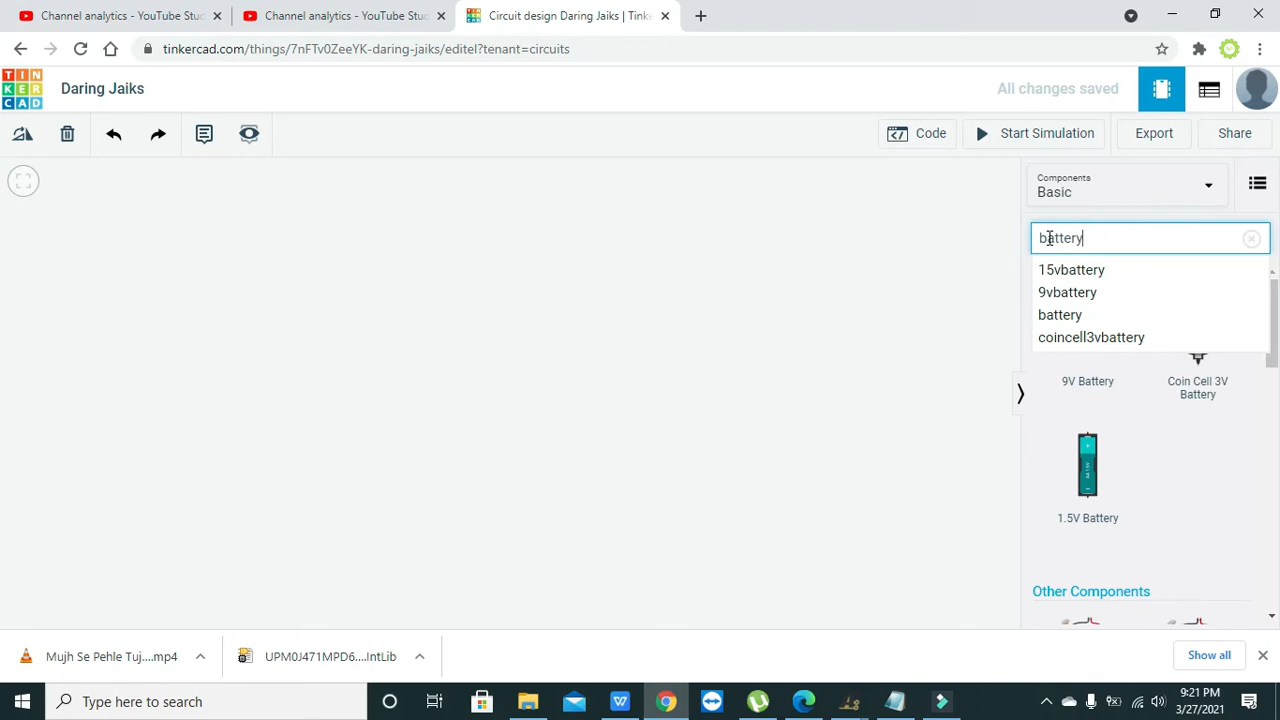 Channel analytics - YouTube Stud
Channel analytics - YouTube Stud
Circuit design Daring Jaiks | Tink
tinkercad.com/things/7nFTv0ZeeYK-daring-jaiks/editel?tenant=circuits
TIN
KER
CAD
Daring Jaiks
All changes saved
Code
Start Simulation
Export
Share
Components
Basic
battery
15vbattery
9vbattery
battery
coincell3vbattery
9V Battery
Coin Cell 3V
Battery
1.5V Battery
Other Components
Mujh Se Pehle Tuj....mp4
UPM0J471MPD6...IntLib
Show all
Type here to search
9:21 PM
3/27/2021